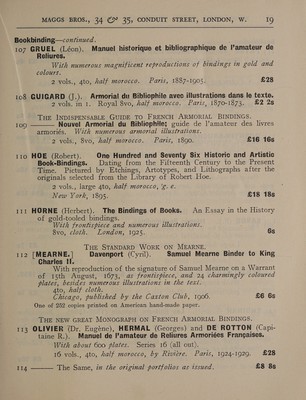 MAGGS BROS., 34 & 35, CONDUIT STREET, LONDON, W. 19
Bookbinding—continued.
107 GRUEL (Léon). Manuel historique et bibliographique de l'amateur de
Reliures.
With numerous magnificent reproductions of bindings in gold and
colours.
2 vols., 4to, half morocco. Paris, 1887-1905. £28
108 GUIGARD (J.). Armorial du Bibliophile avec illustrations dans le texte.
2 vols. in 1. Royal 8vo, half morocco. Paris, 1870-1873. £2 2s
THE INDISPENSABLE GUIDE TO FRENCH ARMORIAL BINDINGS.
109 —— Nouvel Armorial du Bibliophile; guide de l'amateur des livres
armoriés. With numerous armorial illustrations.
2 vols., 8vo, half morocco. Paris, 1890. £16 16s
110 HOE (Robert). One Hundred and Seventy Six Historic and Artistic
Book-Bindings. Dating from the Fifteenth Century to the Present
Time. Pictured by Etchings, Artotypes, and Lithographs after the
originals selected from the Library of Robert Hoe.
2 vols., large 4to, half morocco, g. e.
New York, 1895. £18 18s
111 HORNE (Herbert). The Bindings of Books. An Essay in the History
of gold-tooled bindings.
With frontispiece and numerous illustrations.
8vo, cloth. London, 1925. 6s
THE STANDARD WORK ON MEARNE.
112 [MEARNE.] Davenport (Cyril). Samuel Mearne Binder to King
Charles II.
With reproduction of the signature of Samuel Mearne on a Warrant
of 15th August, 1673, as frontispiece, and 24 charmingly coloured
plates, besides numerous illustrations in the text.
4to, half cloth.
Chicago, published by the Caxton Club, 1906. £6 6s
One of 252 copies printed on American hand-made paper.
THE NEW GREAT MONOGRAPH ON FRENCH ARMORIAL BINDINGS.
113 OLIVIER (Dr. Eugène), HERMAL (Georges) and DE ROTTON (Capi-
taine R.). Manuel de l'amateur de Reliures Armoriées Françaises.
With about 600 plates. Series 16 (all out).
16 vols., 4to, half morocco, by Rivière. Paris, 1924-1929. £28
114 —— The Same, in the original portfolios as issued. £8 8s